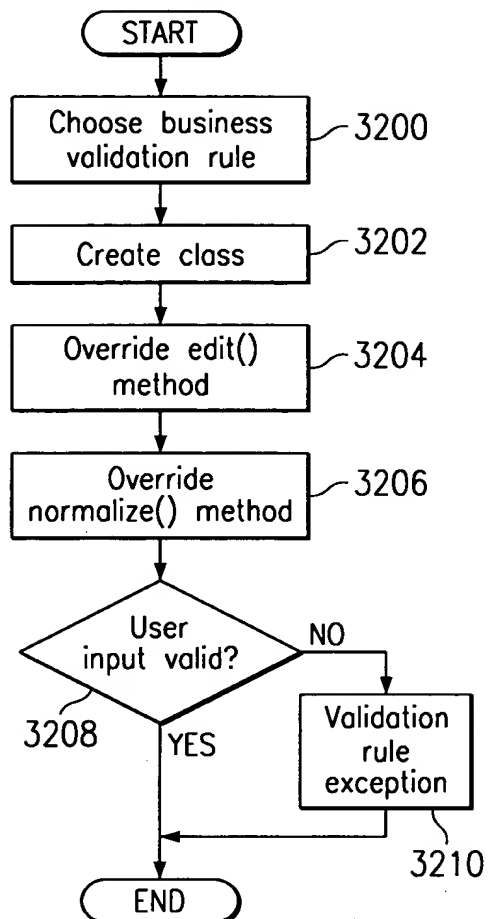 START
Choose business
validation rule
3200
Create class
3202
Override edit()
method
3204
Override
normalize() method
3206
User
input valid?
NO
3208
YES
Validation
rule
exception
3210
END